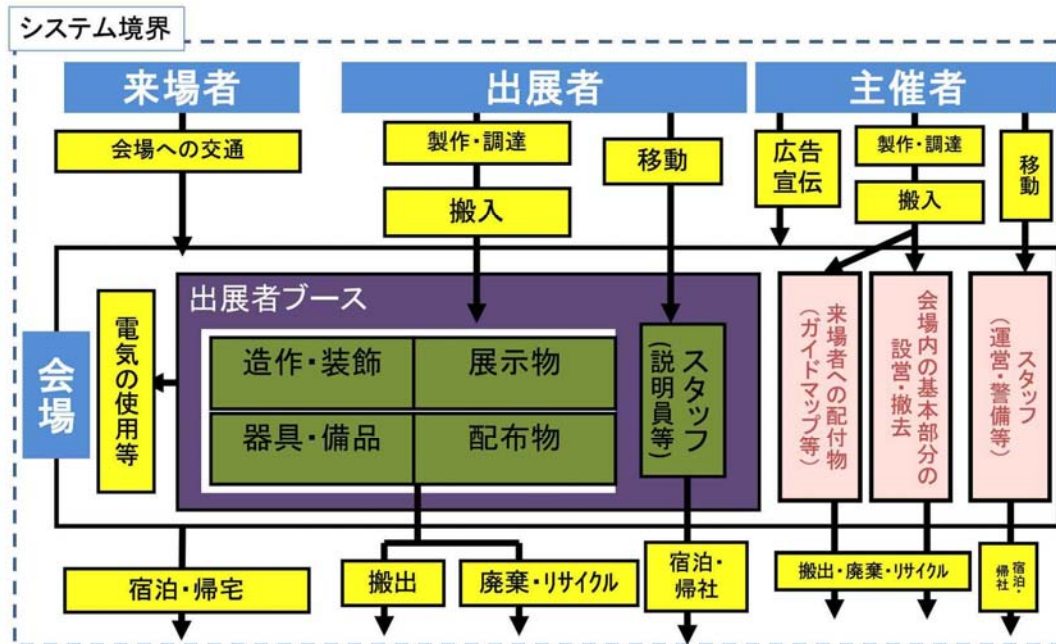 システム境界
来場者
出展者
主催者
会場への交通
製作・調達
搬入
移動
広告
宣伝
製作・調達
搬入
移動
会場
電気の使用等
出展者ブース
造作・装飾
展示物
器具・備品
配布物
スタッフ
(説明員等)
来場者への配付物
(ガイドマップ等)
会場内の基本部分の
設営・撤去
スタッフ
(運営・警備等)
宿泊・帰宅
搬出
廃棄・リサイクル
宿泊・
帰社
搬出・廃棄・リサイクル
宿泊・
帰社